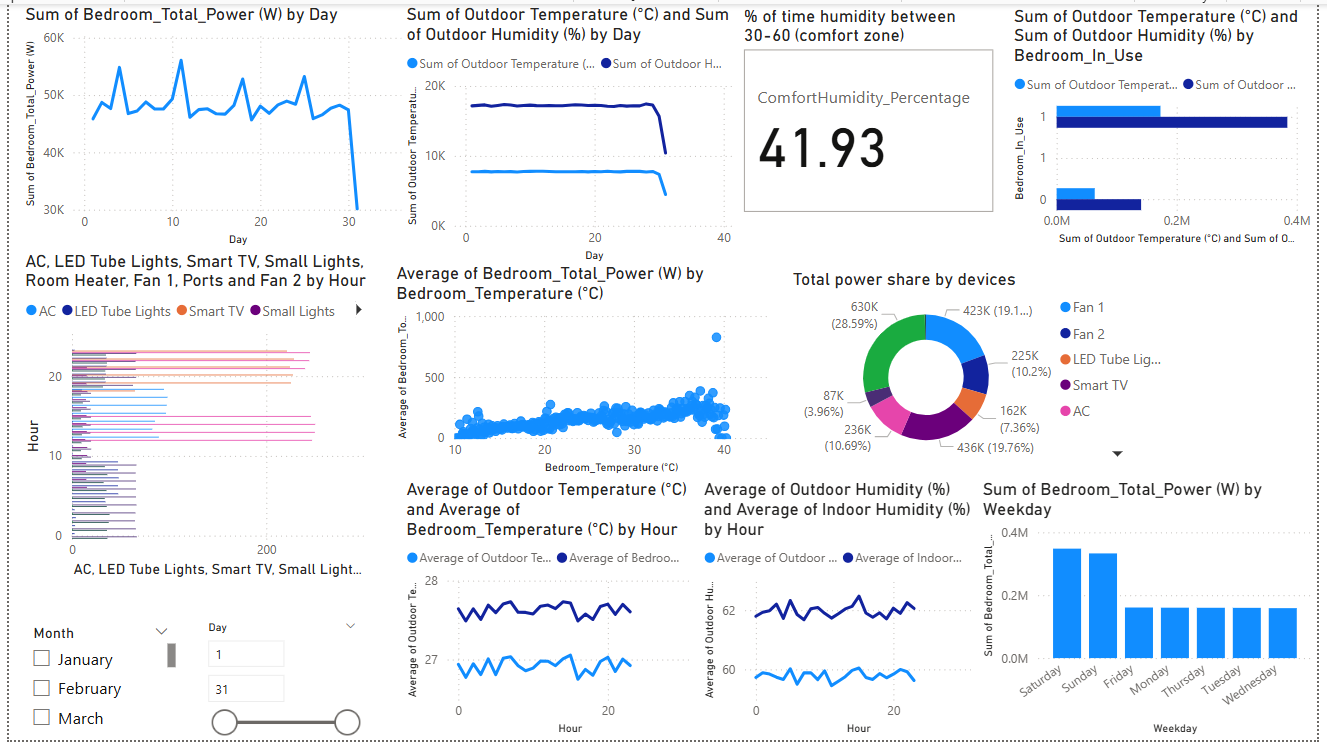 Sum of Bedroom_Total_Power (W) by Day
Sum of Bedroom_Total_Power (W)
60K
50K
40K
30K
0
10
20
30
Day
Sum of Outdoor Temperature (°C) and Sum
of Outdoor Humidity (%) by Day
Sum of Outdoor Temperature (...
Sum of Outdoor H...
Sum of Outdoor Temperatu...
20K
10K
0K
0
20
40
Day
% of time humidity between
30-60 (comfort zone)
ComfortHumidity_Percentage
41.93
Sum of Outdoor Temperature (°C) and
Sum of Outdoor Humidity (%) by
Bedroom_In_Use
Sum of Outdoor Temperat...
Sum of Outdoor ...
Bedroom_In_Use
1
1
0
0.0M
0.2M
0.4M
Sum of Outdoor Temperature (°C) and Sum of O...
AC, LED Tube Lights, Smart TV, Small Lights,
Room Heater, Fan 1, Ports and Fan 2 by Hour
AC
LED Tube Lights
Smart TV
Small Lights
Hour
20
10
0
0
200
AC, LED Tube Lights, Smart TV, Small Light...
Average of Bedroom_Total_Power (W) by
Bedroom_Temperature (°C)
Average of Bedroom_To...
1,000
500
0
10
20
30
40
Bedroom_Temperature (°C)
Total power share by devices
630K
(28.59%)
423K (19.1...)
225K
(10.2%)
162K
(7.36%)
436K (19.76%)
236K
(10.69%)
87K
(3.96%)
Fan 1
Fan 2
LED Tube Lig...
Smart TV
AC
Average of Outdoor Temperature (°C)
and Average of
Bedroom_Temperature (°C) by Hour
Average of Outdoor Te...
Average of Bedroo...
Average of Outdoor Te...
28
27
0
20
Hour
Average of Outdoor Humidity (%)
and Average of Indoor Humidity (%)
by Hour
Average of Outdoor ...
Average of Indoor...
Average of Outdoor Hu...
62
60
0
20
Hour
Sum of Bedroom_Total_Power (W) by
Weekday
Sum of Bedroom_Total_...
0.4M
0.2M
0.0M
Saturday
Sunday
Friday
Monday
Thursday
Tuesday
Wednesday
Weekday
Month
January
February
March
Day
1
31